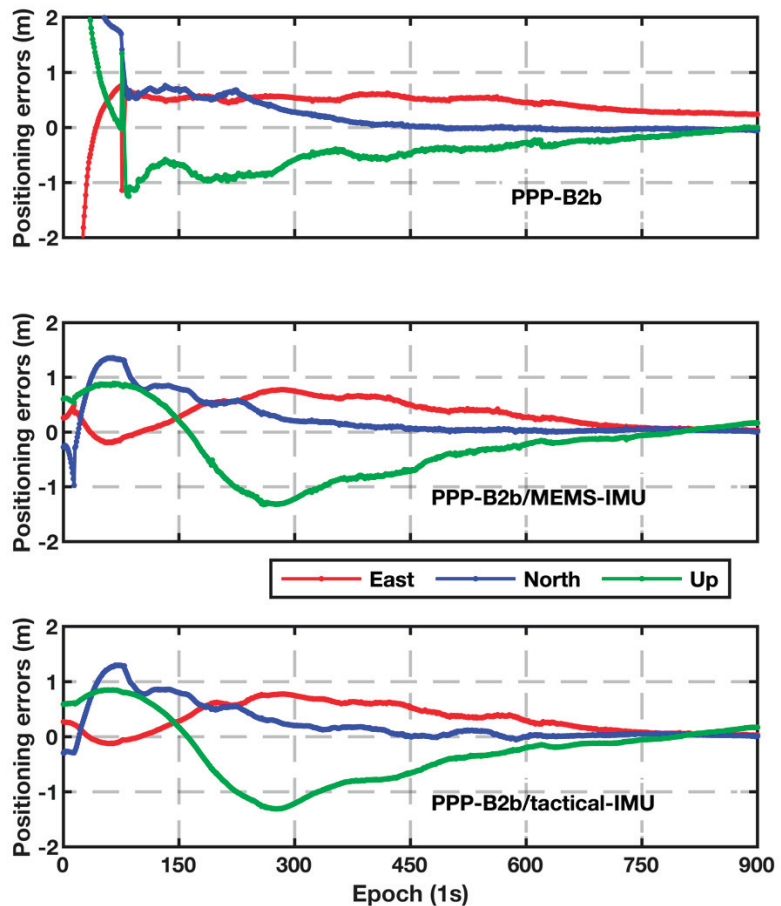 Positioning errors (m)
2
1
0
-1
-2
PPP-B2b
Positioning errors (m)
2
1
0
-1
-2
PPP-B2b/MEMS-IMU
East North Up
Positioning errors (m)
2
1
0
-1
-2
PPP-B2b/tactical-IMU
0 150 300 450 600 750 900
Epoch (1s)